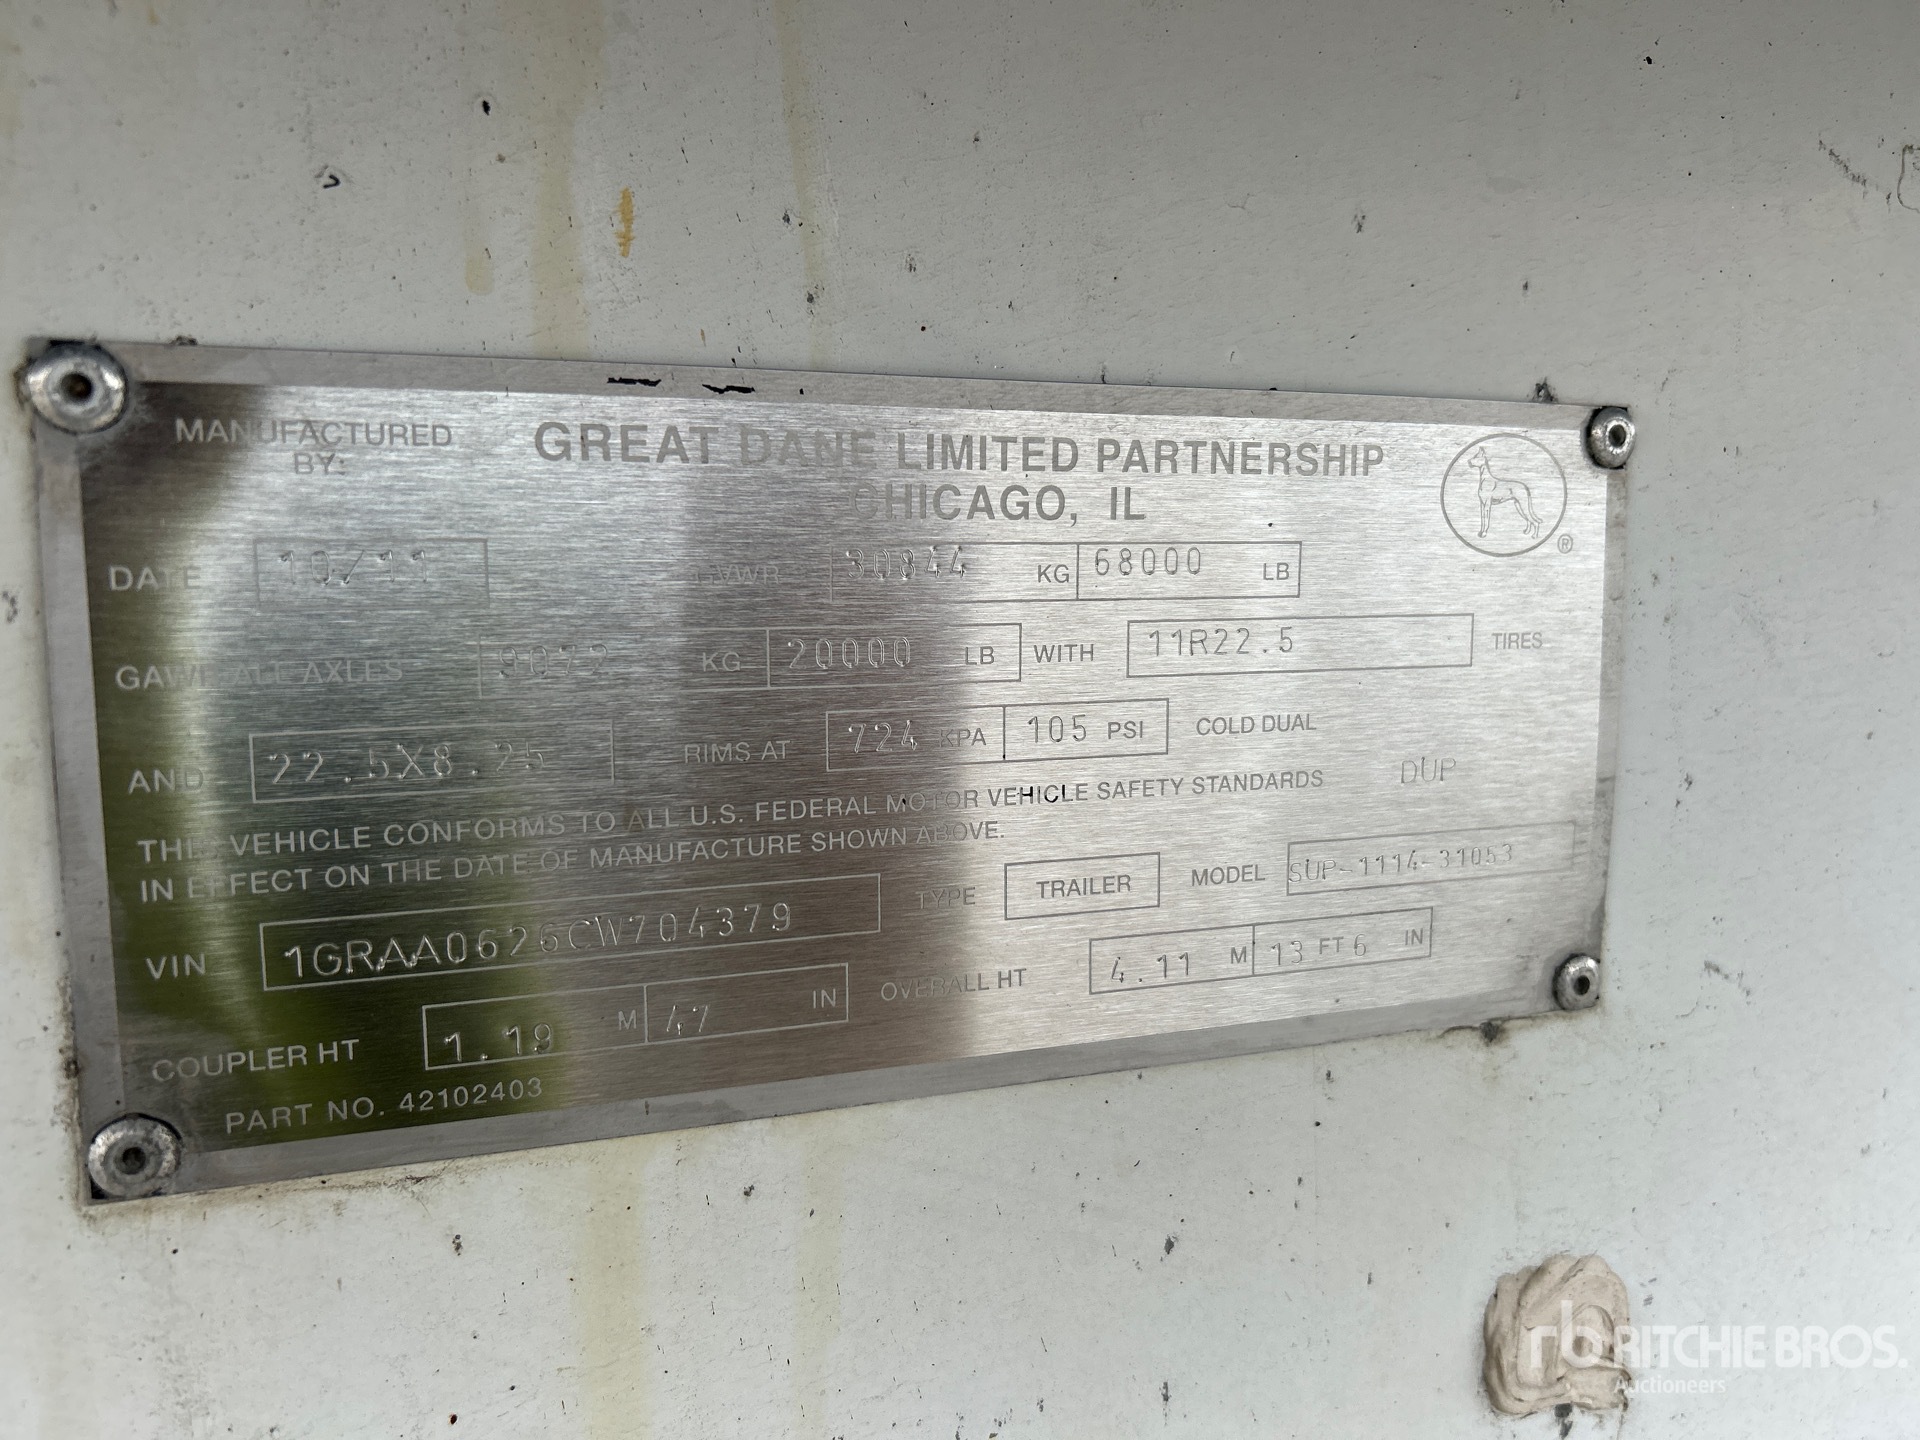 MANUFACTURED BY: GREAT DANE LIMITED PARTNERSHIP
CHICAGO, IL
®
DATE 10/11 GVWR 30844 KG 68000 LB
GAWR ALL AXLES 9072 KG 20000 LB WITH 11R22.5 TIRES
AND 22.5X8.25 RIMS AT 724 KPA 105 PSI COLD DUAL
DUP
THIS VEHICLE CONFORMS TO ALL U.S. FEDERAL MOTOR VEHICLE SAFETY STANDARDS
IN EFFECT ON THE DATE OF MANUFACTURE SHOWN ABOVE.
VIN 1GRAA0626CW704379 TYPE TRAILER MODEL SUP-1114-31053
COUPLER HT 1.19 M 47 IN OVERALL HT 4.11 M 13 FT 6 IN
PART NO. 42102403
rb RITCHIE BROS.
Auctioneers